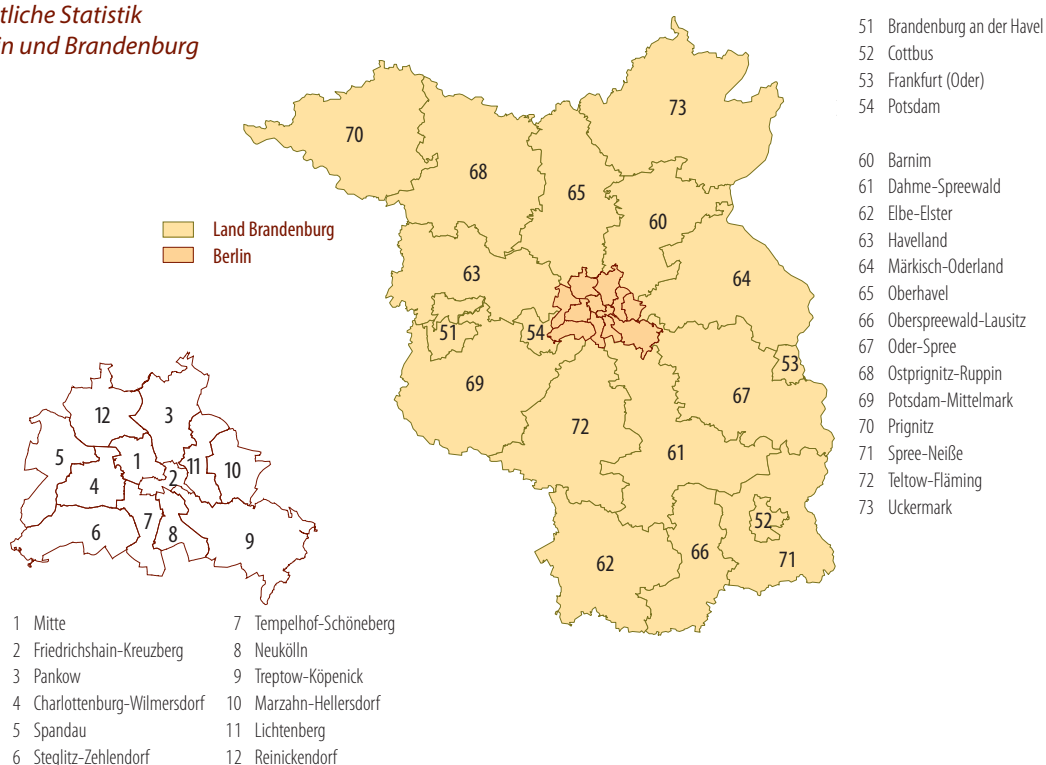 tliche Statistik
in und Brandenburg
51 Brandenburg an der Havel
52 Cottbus
53 Frankfurt (Oder)
54 Potsdam
60 Barnim
61 Dahme-Spreewald
62 Elbe-Elster
63 Havelland
64 Märkisch-Oderland
65 Oberhavel
66 Oberspreewald-Lausitz
67 Oder-Spree
68 Ostprignitz-Ruppin
69 Potsdam-Mittelmark
70 Prignitz
71 Spree-Neiße
72 Teltow-Fläming
73 Uckermark
Land Brandenburg
Berlin
73
70
68
65
60
63
64
51
54
53
69
67
72
61
52
66
71
62
12
3
5
1
11
10
2
4
7
6
8
9
1 Mitte
2 Friedrichshain-Kreuzberg
3 Pankow
4 Charlottenburg-Wilmersdorf
5 Spandau
6 Steglitz-Zehlendorf
7 Tempelhof-Schöneberg
8 Neukölln
9 Treptow-Köpenick
10 Marzahn-Hellersdorf
11 Lichtenberg
12 Reinickendorf